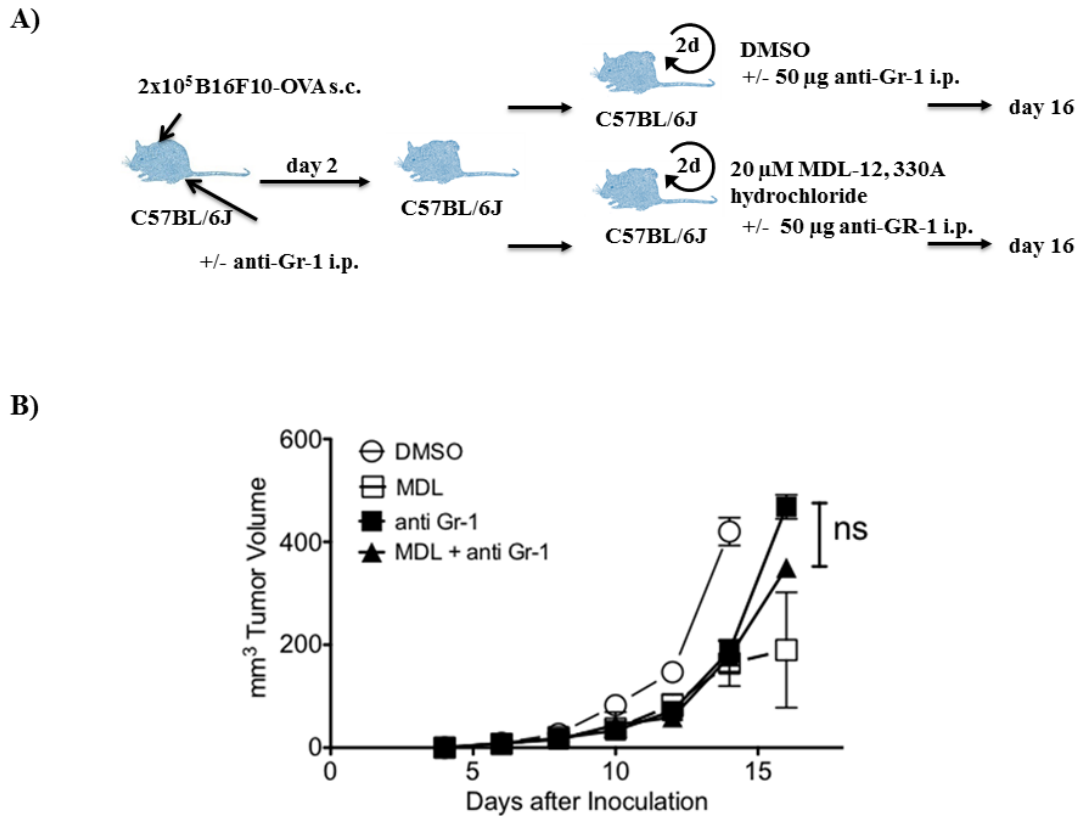 A)
2x10⁵ B16F10-OVA s.c.
C57BL/6J
+/- anti-Gr-1 i.p.
day 2
C57BL/6J
2d
C57BL/6J
DMSO
+/- 50 µg anti-Gr-1 i.p.
day 16
2d
C57BL/6J
20 µM MDL-12, 330A
hydrochloride
+/- 50 µg anti-GR-1 i.p.
day 16
B)
mm³ Tumor Volume
600
400
200
0
DMSO
MDL
anti Gr-1
MDL + anti Gr-1
ns
0
5
10
15
Days after Inoculation